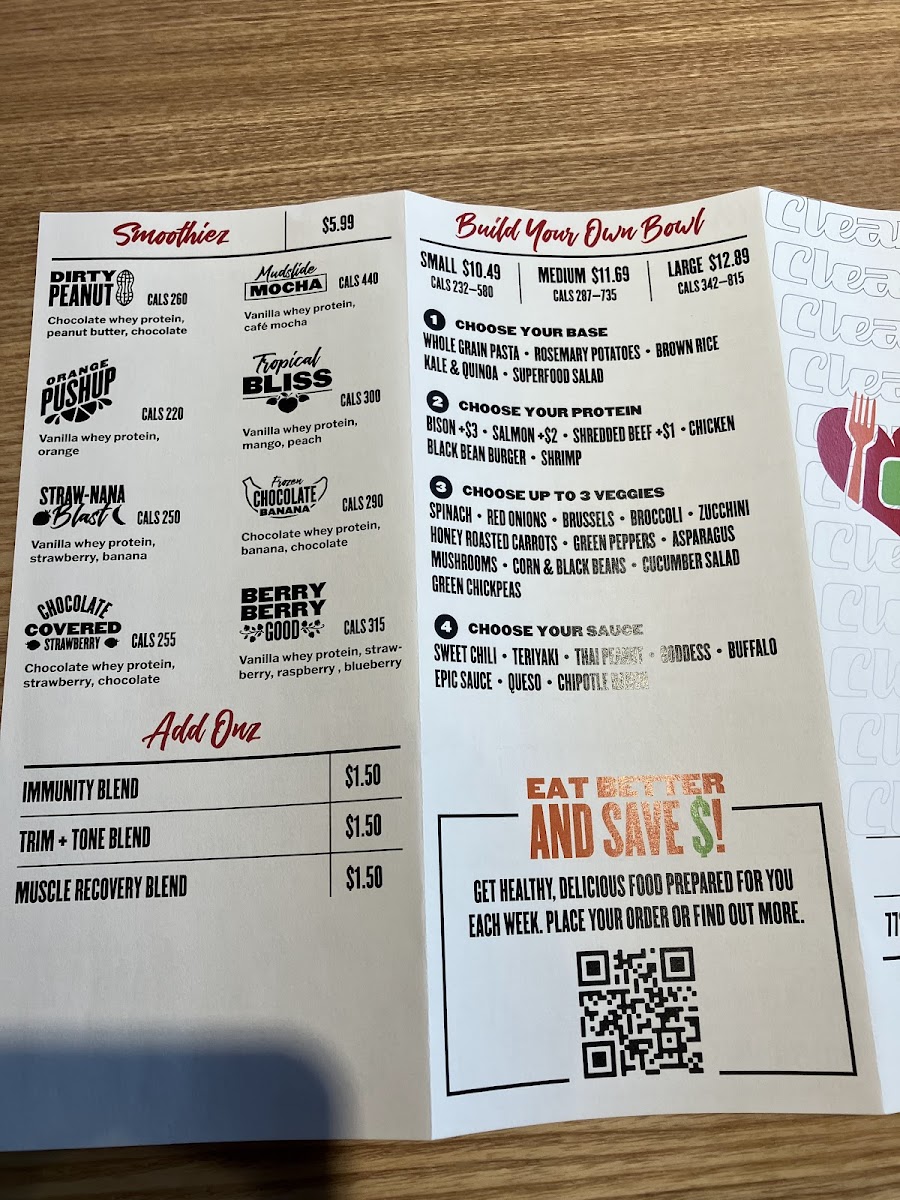 Smoothiez $5.99
DIRTY
PEANUT CALS 260
Chocolate whey protein,
peanut butter, chocolate
Mudslide
MOCHA CALS 440
Vanilla whey protein,
café mocha
ORANGE
PUSHUP
CALS 220
Vanilla whey protein,
orange
Tropical
BLISS
CALS 300
Vanilla whey protein,
mango, peach
STRAW-NANA
Blast CALS 250
Vanilla whey protein,
strawberry, banana
Frozen
CHOCOLATE
BANANA CALS 290
Chocolate whey protein,
banana, chocolate
CHOCOLATE
COVERED
STRAWBERRY CALS 255
Chocolate whey protein,
strawberry, chocolate
BERRY
BERRY
GOOD CALS 315
Vanilla whey protein, straw-
berry, raspberry , blueberry
Add Onz
IMMUNITY BLEND $1.50
TRIM + TONE BLEND $1.50
MUSCLE RECOVERY BLEND $1.50
Build Your Own Bowl
SMALL $10.49
CALS 232–580
MEDIUM $11.69
CALS 287–735
LARGE $12.89
CALS 342–815
1 CHOOSE YOUR BASE
WHOLE GRAIN PASTA • ROSEMARY POTATOES • BROWN RICE
KALE & QUINOA • SUPERFOOD SALAD
2 CHOOSE YOUR PROTEIN
BISON +$3 • SALMON +$2 • SHREDDED BEEF +$1 • CHICKEN
BLACK BEAN BURGER • SHRIMP
3 CHOOSE UP TO 3 VEGGIES
SPINACH • RED ONIONS • BRUSSELS • BROCCOLI • ZUCCHINI
HONEY ROASTED CARROTS • GREEN PEPPERS • ASPARAGUS
MUSHROOMS • CORN & BLACK BEANS • CUCUMBER SALAD
GREEN CHICKPEAS
4 CHOOSE YOUR SAUCE
SWEET CHILI • TERIYAKI • THAI PEANUT • GODDESS • BUFFALO
EPIC SAUCE • QUESO • CHIPOTLE
EAT BETTER
AND SAVE $!
GET HEALTHY, DELICIOUS FOOD PREPARED FOR YOU
EACH WEEK. PLACE YOUR ORDER OR FIND OUT MORE.
Clea
Clea
Clea
Clea